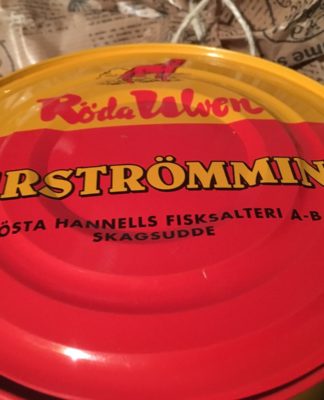 Röda Ulven
RSTRÖMMIN
ÖSTA HANNELLS FISKSALTERI A-B
SKAGSUDDE